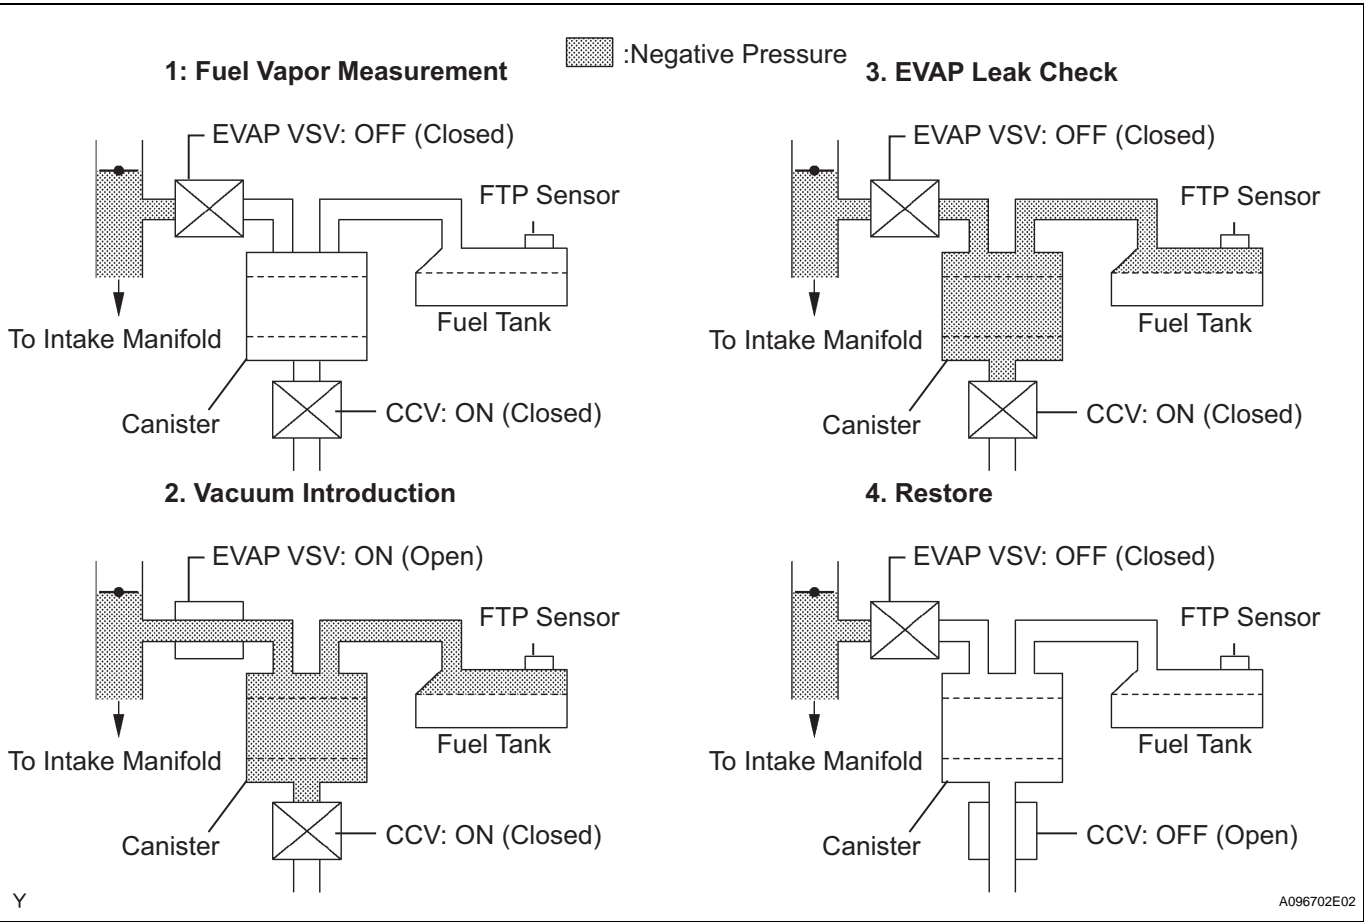 :Negative Pressure
1: Fuel Vapor Measurement
EVAP VSV: OFF (Closed)
FTP Sensor
Fuel Tank
To Intake Manifold
Canister
CCV: ON (Closed)
3. EVAP Leak Check
EVAP VSV: OFF (Closed)
FTP Sensor
Fuel Tank
To Intake Manifold
Canister
CCV: ON (Closed)
2. Vacuum Introduction
EVAP VSV: ON (Open)
FTP Sensor
Fuel Tank
To Intake Manifold
Canister
CCV: ON (Closed)
4. Restore
EVAP VSV: OFF (Closed)
FTP Sensor
Fuel Tank
To Intake Manifold
Canister
CCV: OFF (Open)
Y
A096702E02